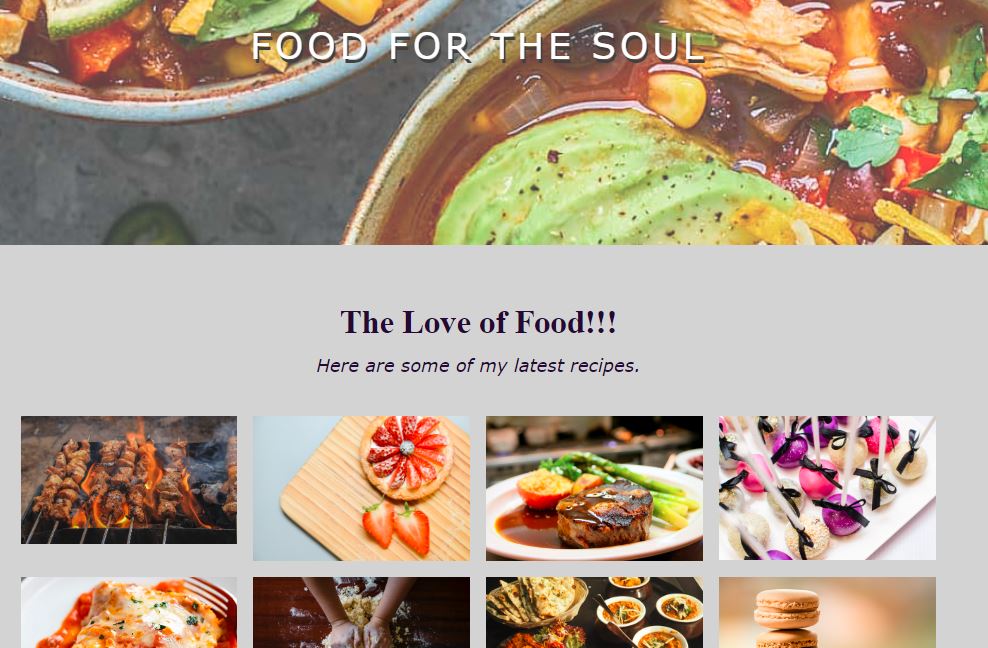 FOOD FOR THE SOUL
The Love of Food!!!
Here are some of my latest recipes.